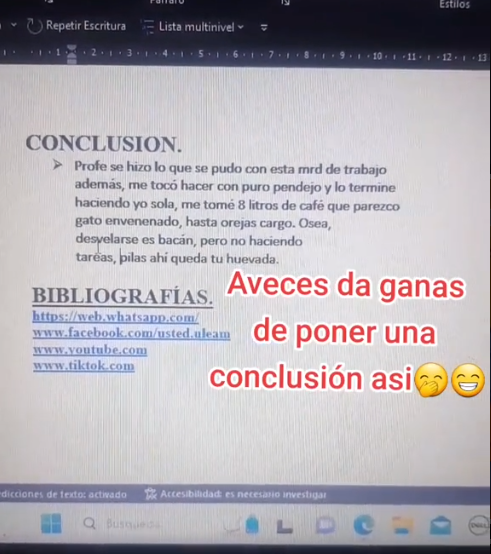 Estilos
Repetir Escritura
Lista multinivel
1 · 2 · 3 · 4 · 5 · 6 · 7 · 8 · 9 · 10 · 11 · 12 · 13
CONCLUSION.
➤ Profe se hizo lo que se pudo con esta mrd de trabajo
además, me tocó hacer con puro pendejo y lo termine
haciendo yo sola, me tomé 8 litros de café que parezco
gato envenenado, hasta orejas cargo. Osea,
desvelarse es bacán, pero no haciendo
tareas, pilas ahí queda tu huevada.
BIBLIOGRAFÍAS.
https://web.whatsapp.com/
www.facebook.com/usted.uleam
www.youtube.com
www.tiktok.com
Aveces da ganas
de poner una
conclusión asi🤭😁
dicciones de texto: activado
Accesibilidad: es necesario investigar
Búsqueda
DELL